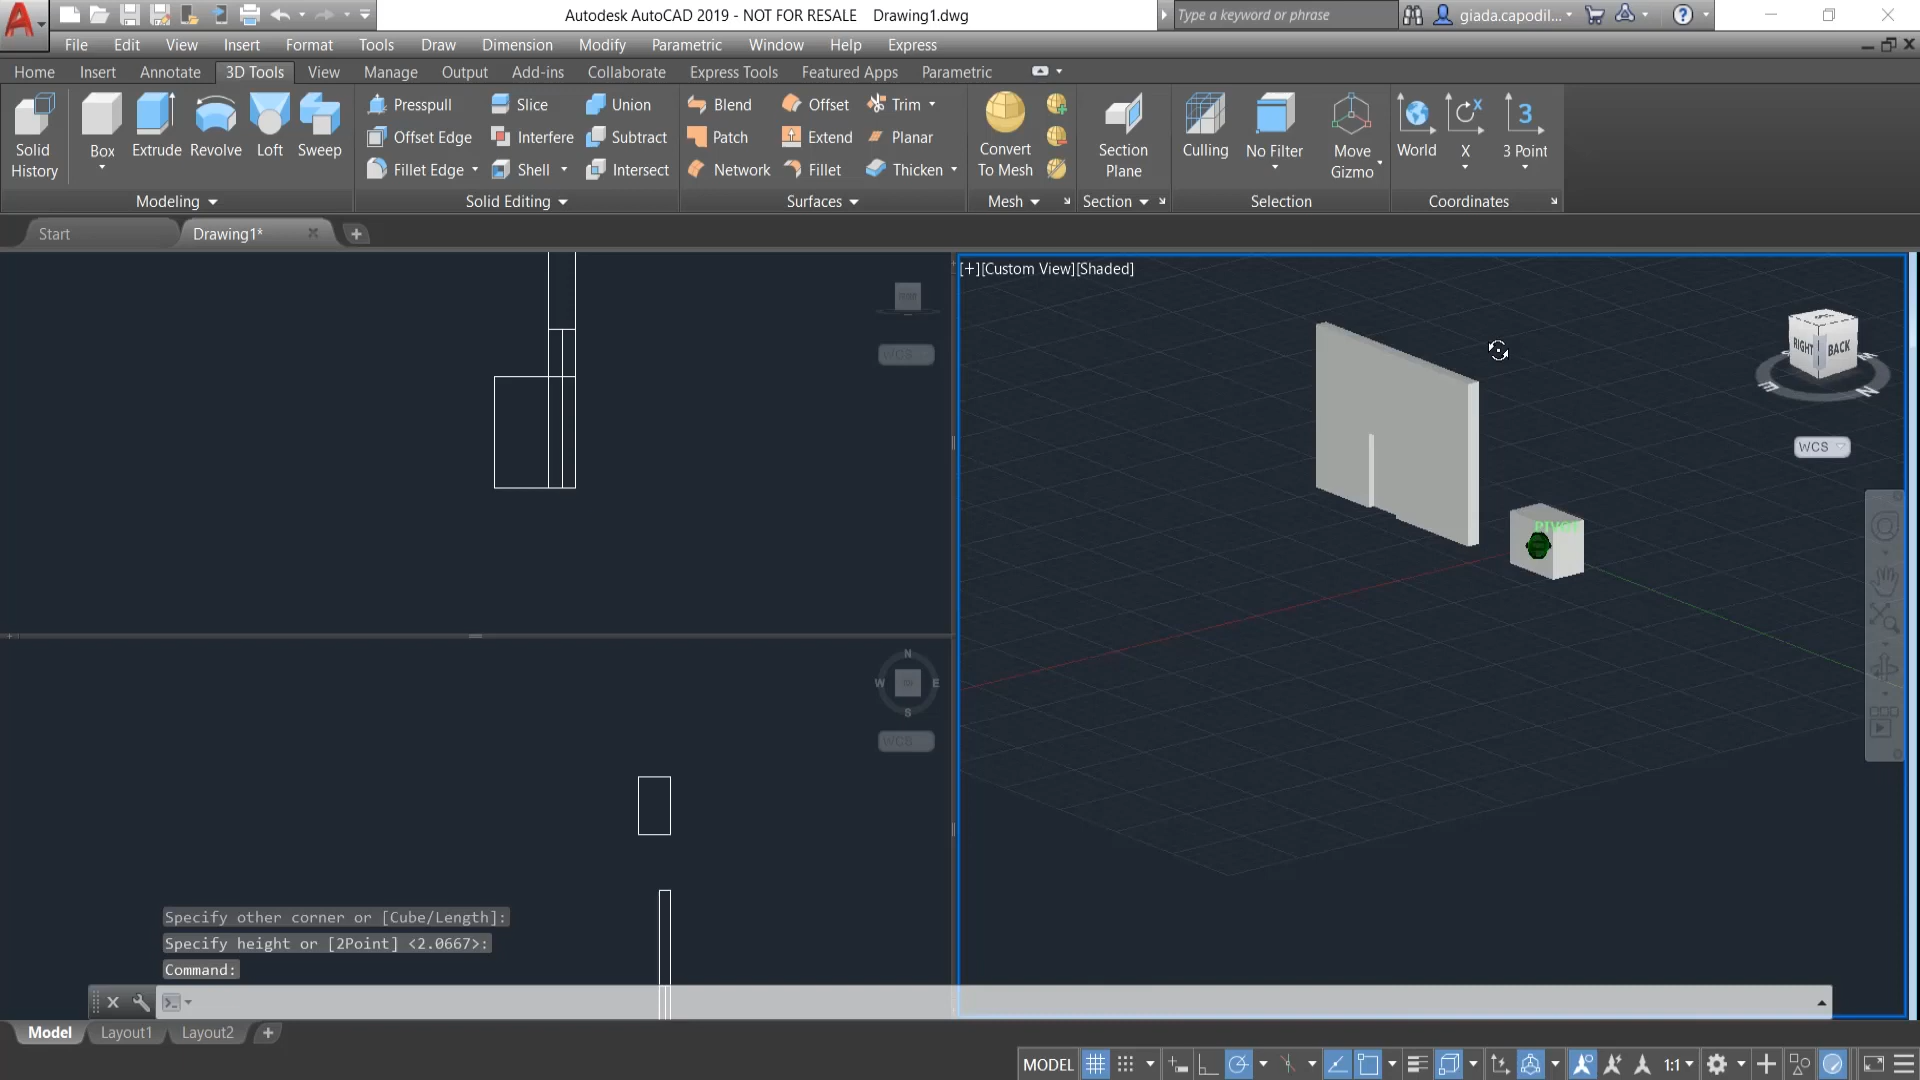 Autodesk AutoCAD 2019 - NOT FOR RESALE Drawing1.dwg
Type a keyword or phrase
giada.capodil...
File Edit View Insert Format Tools Draw Dimension Modify Parametric Window Help Express
Home Insert Annotate 3D Tools View Manage Output Add-ins Collaborate Express Tools Featured Apps Parametric
Presspull Slice Union Blend Offset Trim
Offset Edge Interfere Subtract Patch Extend Planar
Solid History Box Extrude Revolve Loft Sweep
Fillet Edge Shell Intersect Network Fillet Thicken
Convert To Mesh
Section Plane
Culling No Filter Move Gizmo
World X 3 Point
Modeling Solid Editing Surfaces Mesh Section Selection Coordinates
Start Drawing1*
[+][Custom View][Shaded]
RIGHT BACK
E N
WCS
WCS
PIVOT
N
W E
S
WCS
Specify other corner or [Cube/Length]:
Specify height or [2Point] <2.0667>:
Command:
Model Layout1 Layout2
MODEL 1:1